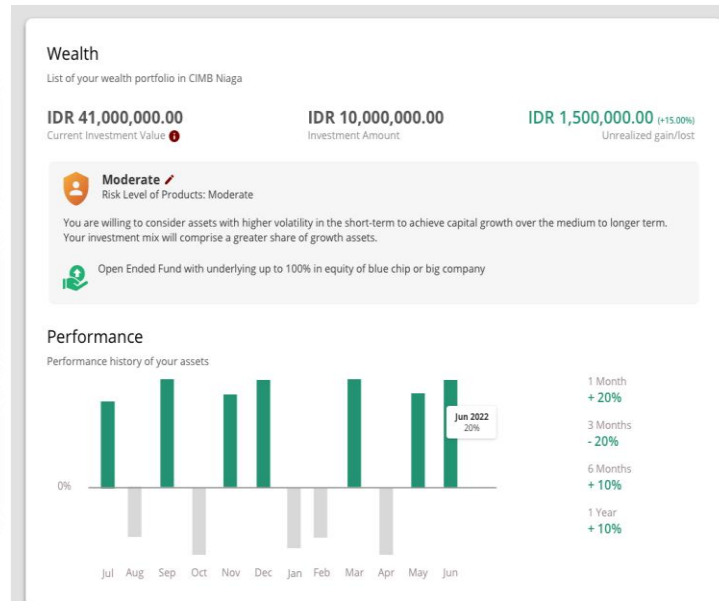 Wealth
List of your wealth portfolio in CIMB Niaga
IDR 41,000,000.00
Current Investment Value
IDR 10,000,000.00
Investment Amount
IDR 1,500,000.00 (+15.00%)
Unrealized gain/lost
Moderate
Risk Level of Products: Moderate
You are willing to consider assets with higher volatility in the short-term to achieve capital growth over the medium to longer term.
Your investment mix will comprise a greater share of growth assets.
Open Ended Fund with underlying up to 100% in equity of blue chip or big company
Performance
Performance history of your assets
Jun 2022
20%
0%
Jul Aug Sep Oct Nov Dec Jan Feb Mar Apr May Jun
1 Month
+ 20%
3 Months
- 20%
6 Months
+ 10%
1 Year
+ 10%